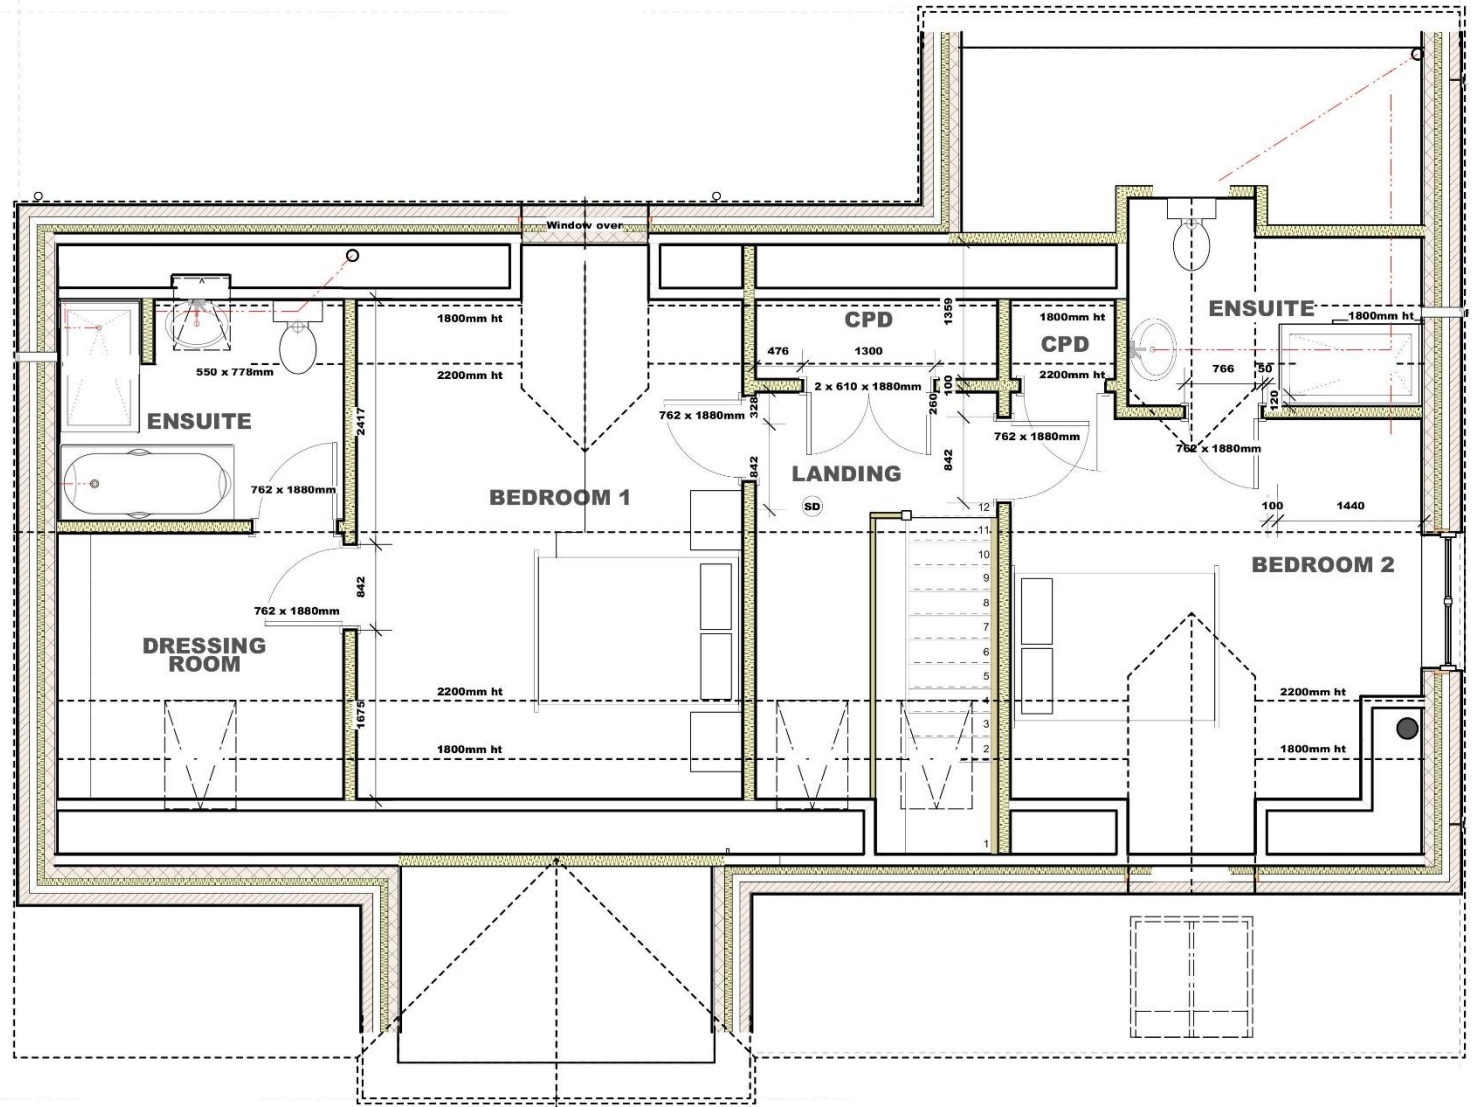 Window over
1800mm ht
2200mm ht
550 x 778mm
ENSUITE
762 x 1880mm
2417
842
1675
762 x 1880mm
DRESSING
ROOM
BEDROOM 1
762 x 1880mm
328
842
2200mm ht
1800mm ht
CPD
1359
476
1300
2 x 610 x 1880mm
100
260
842
LANDING
SD
12
11
10
9
8
7
6
5
4
3
2
1
1800mm ht
CPD
2200mm ht
762 x 1880mm
ENSUITE
1800mm ht
766
50
120
762 x 1880mm
100
1440
BEDROOM 2
2200mm ht
1800mm ht